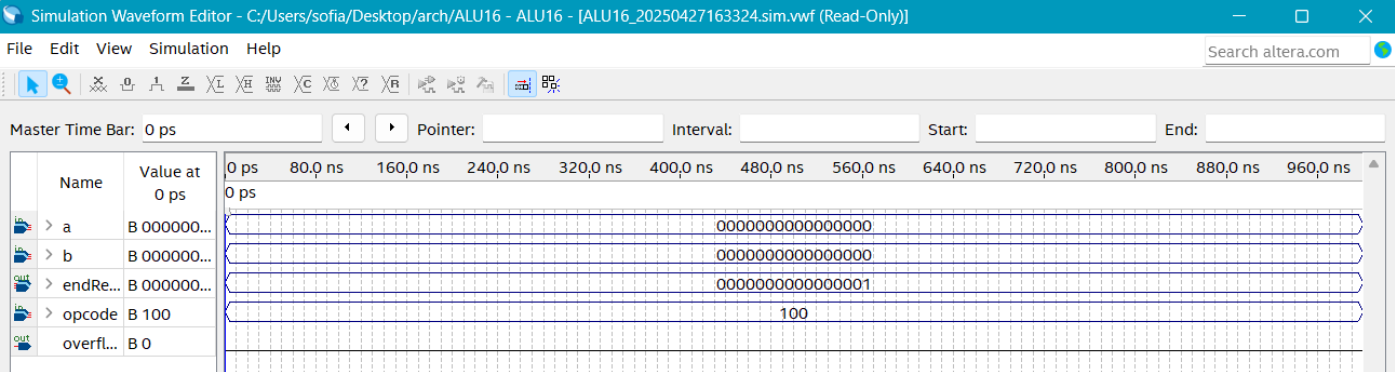 Simulation Waveform Editor - C:/Users/sofia/Desktop/arch/ALU16 - ALU16 - [ALU16_20250427163324.sim.vwf (Read-Only)]
File Edit View Simulation Help
Search altera.com
Master Time Bar: 0 ps Pointer: Interval: Start: End:
Name Value at 0 ps 0 ps 80.0 ns 160.0 ns 240.0 ns 320.0 ns 400.0 ns 480.0 ns 560.0 ns 640.0 ns 720.0 ns 800.0 ns 880.0 ns 960.0 ns
0 ps
a B 000000... 0000000000000000
b B 000000... 0000000000000000
endRe... B 000000... 0000000000000001
opcode B 100 100
overfl... B 0